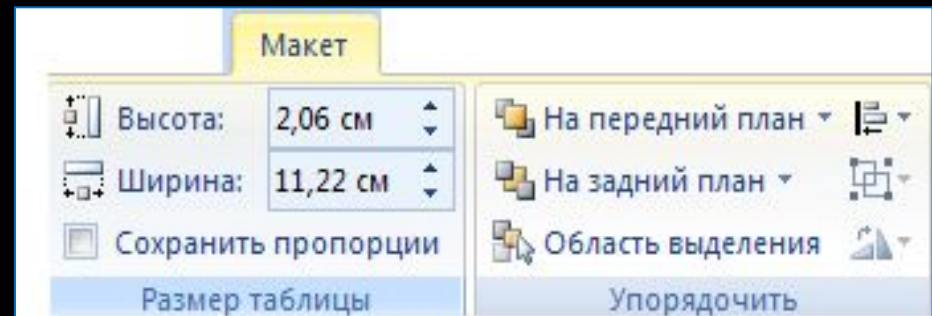 Макет
Высота: 2,06 см
Ширина: 11,22 см
Сохранить пропорции
Размер таблицы
На передний план
На задний план
Область выделения
Упорядочить